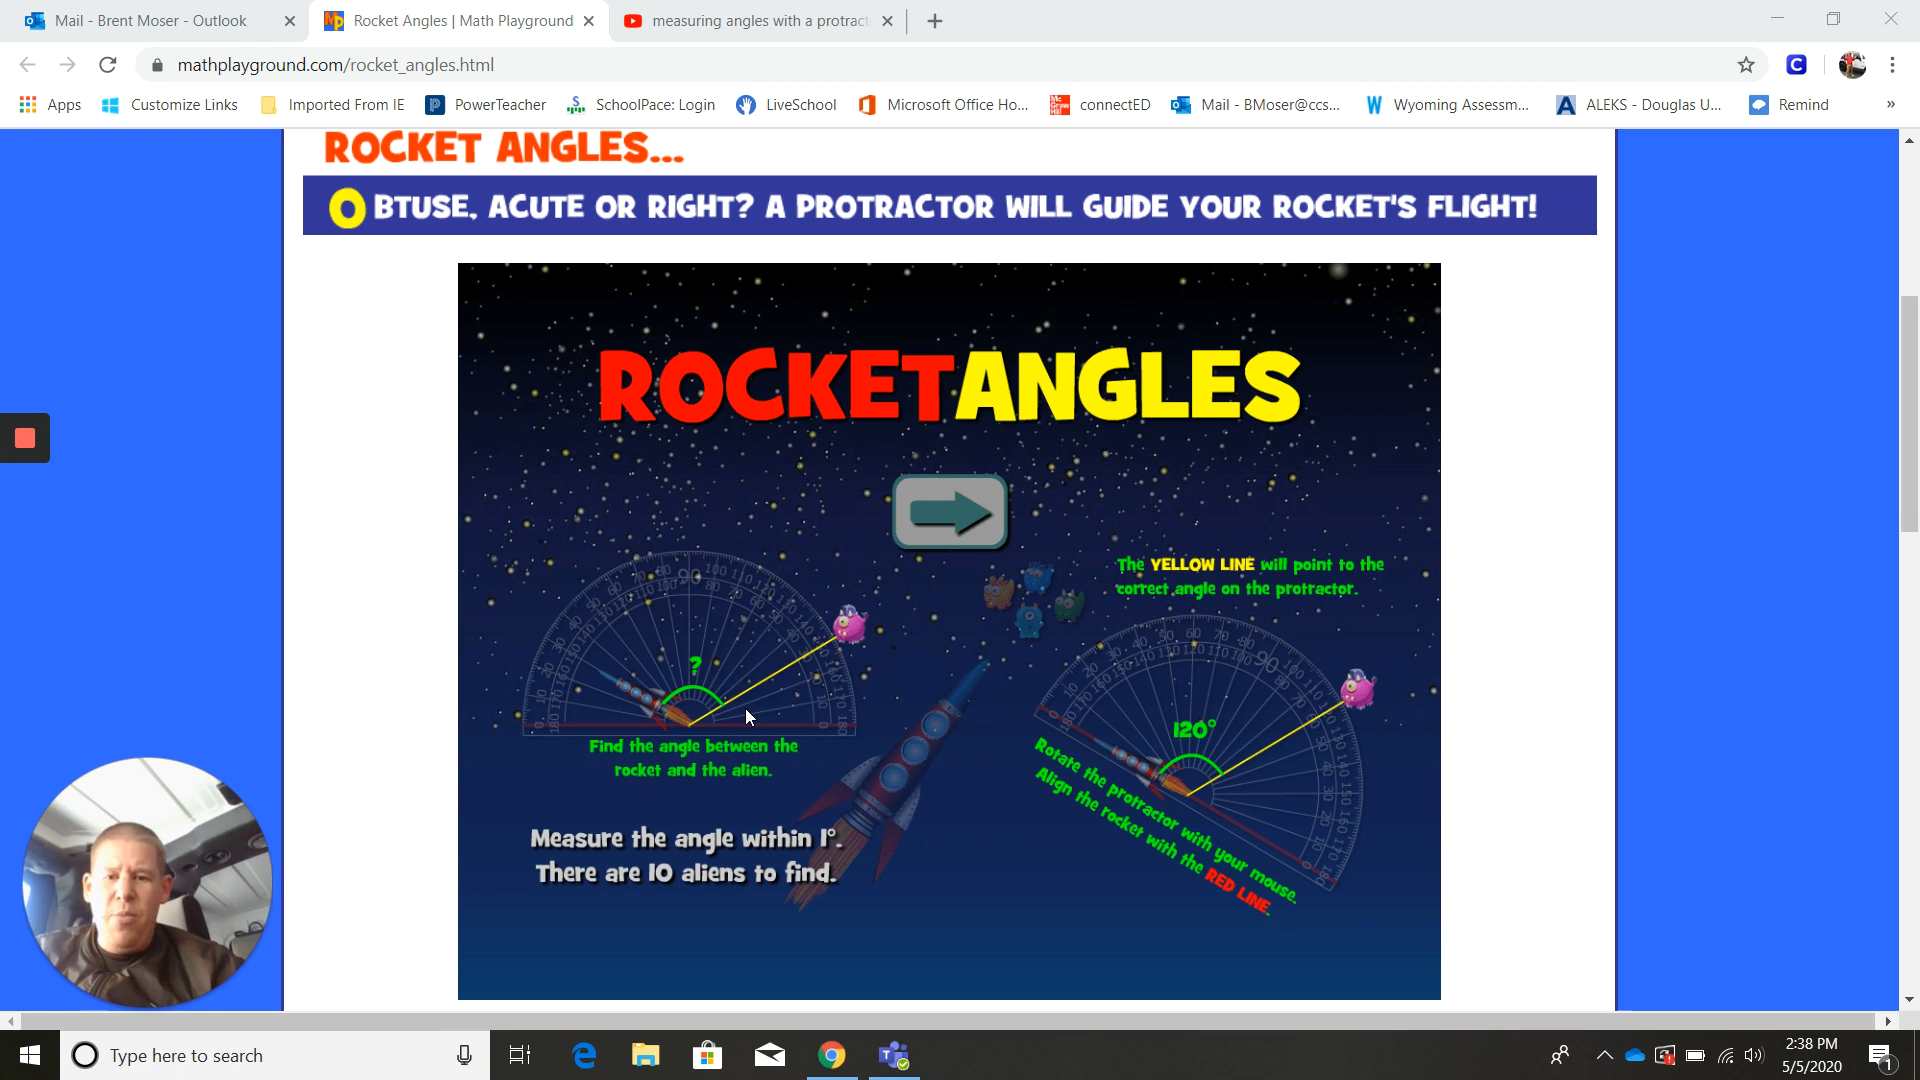 Mail - Brent Moser - Outlook
Rocket Angles | Math Playground
measuring angles with a protract
mathplayground.com/rocket_angles.html
Apps
Customize Links
Imported From IE
PowerTeacher
SchoolPace: Login
LiveSchool
Microsoft Office Ho...
connectED
Mail - BMoser@ccs...
Wyoming Assessm...
ALEKS - Douglas U...
Remind
»
ROCKET ANGLES...
OBTUSE, ACUTE OR RIGHT? A PROTRACTOR WILL GUIDE YOUR ROCKET'S FLIGHT!
ROCKETANGLES
The YELLOW LINE will point to the
correct angle on the protractor.
?
Find the angle between the
rocket and the alien.
120°
Rotate the protractor with your mouse.
Align the rocket with the RED LINE.
Measure the angle within 1°.
There are 10 aliens to find.
Type here to search
2:38 PM
5/5/2020
1